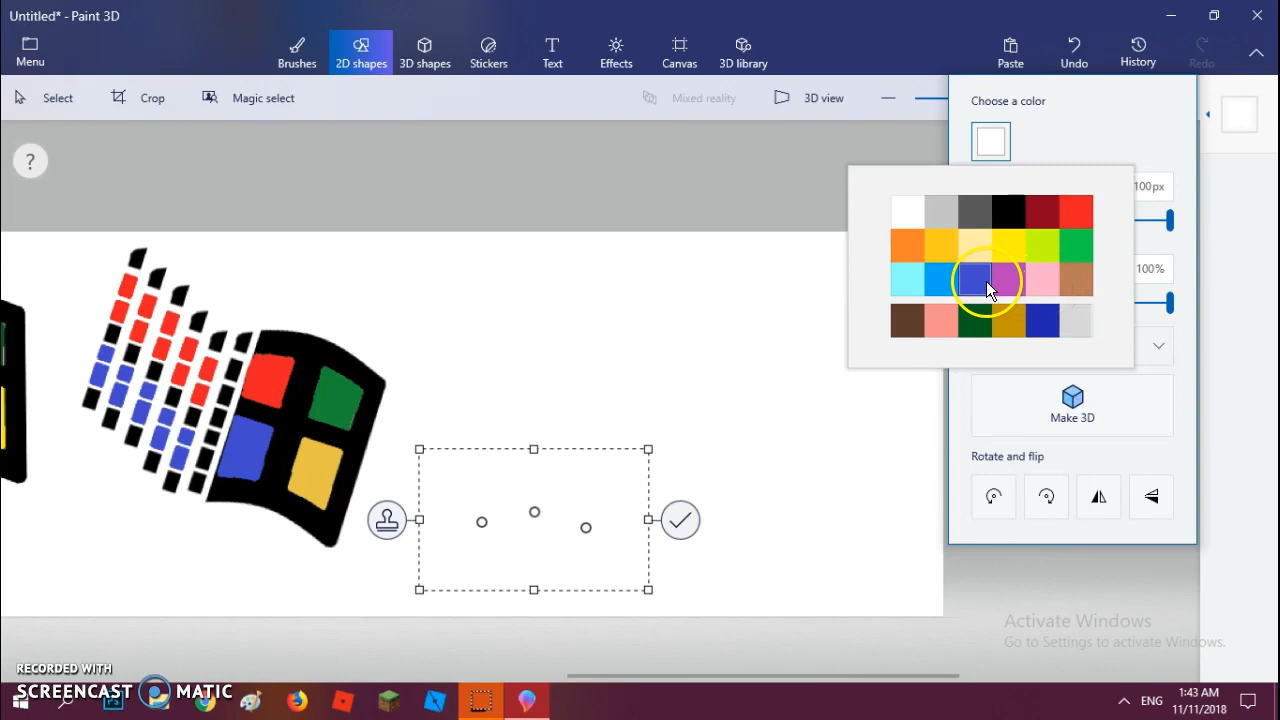 Untitled* - Paint 3D
Menu
Brushes
2D shapes
3D shapes
Stickers
Text
Effects
Canvas
3D library
Paste
Undo
History
Redo
Select
Crop
Magic select
Mixed reality
3D view
Choose a color
?
100px
100%
Make 3D
Rotate and flip
Activate Windows
Go to Settings to activate Windows.
RECORDED WITH
SCREENCAST MATIC
Ps
ENG
1:43 AM
11/11/2018